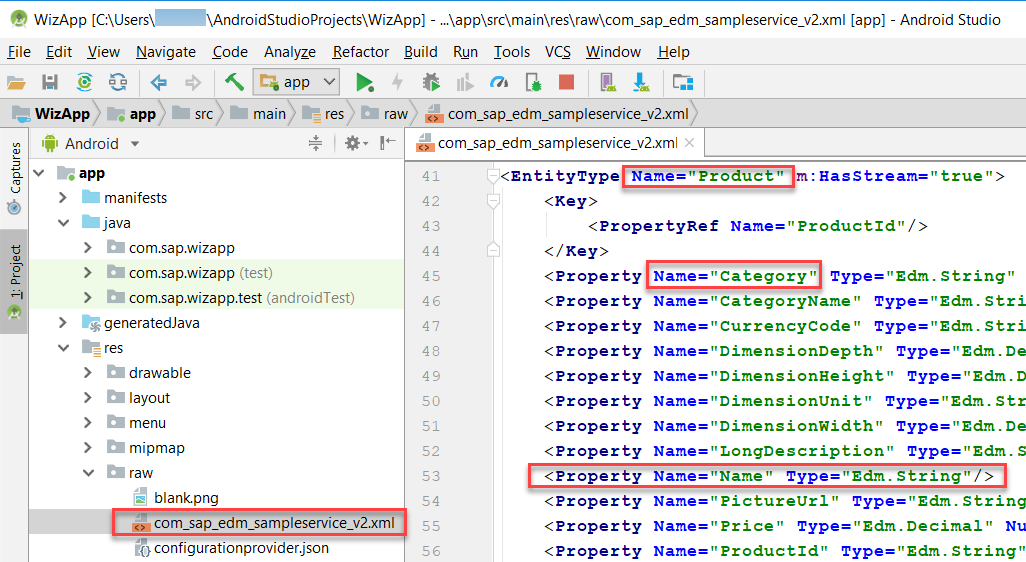 WizApp [C:\Users\ \AndroidStudioProjects\WizApp] - ...\app\src\main\res\raw\com_sap_edm_sampleservice_v2.xml [app] - Android Studio
File Edit View Navigate Code Analyze Refactor Build Run Tools VCS Window Help
app
WizApp app src main res raw com_sap_edm_sampleservice_v2.xml
Captures
1: Project
Android
app
manifests
java
com.sap.wizapp
com.sap.wizapp (test)
com.sap.wizapp.test (androidTest)
generatedJava
res
drawable
layout
menu
mipmap
raw
blank.png
com_sap_edm_sampleservice_v2.xml
configurationprovider.json
com_sap_edm_sampleservice_v2.xml
41 <EntityType Name="Product" m:HasStream="true">
42 <Key>
43 <PropertyRef Name="ProductId"/>
44 </Key>
45 <Property Name="Category" Type="Edm.String"
46 <Property Name="CategoryName" Type="Edm.Stri
47 <Property Name="CurrencyCode" Type="Edm.Stri
48 <Property Name="DimensionDepth" Type="Edm.De
49 <Property Name="DimensionHeight" Type="Edm.D
50 <Property Name="DimensionUnit" Type="Edm.Str
51 <Property Name="DimensionWidth" Type="Edm.De
52 <Property Name="LongDescription" Type="Edm.S
53 <Property Name="Name" Type="Edm.String"/>
54 <Property Name="PictureUrl" Type="Edm.String
55 <Property Name="Price" Type="Edm.Decimal" Nu
56 <Property Name="ProductId" Type="Edm.String"